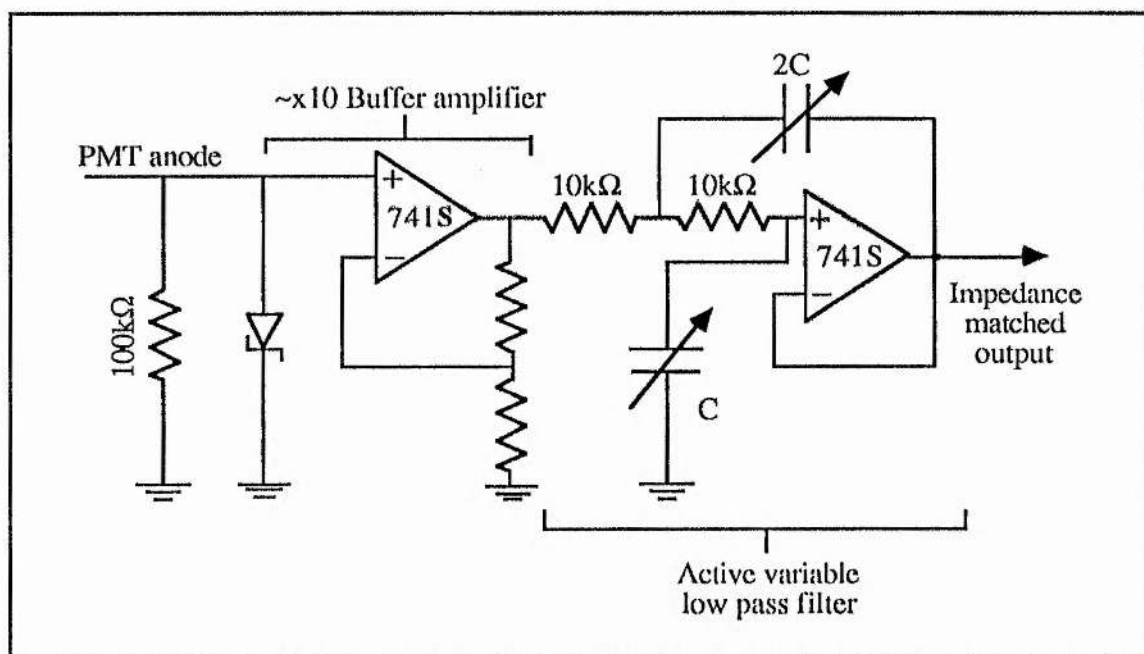 2C
~x10 Buffer amplifier
PMT anode
10kΩ
10kΩ
+
741S
−
+
741S
−
100kΩ
Impedance
matched
output
C
Active variable
low pass filter